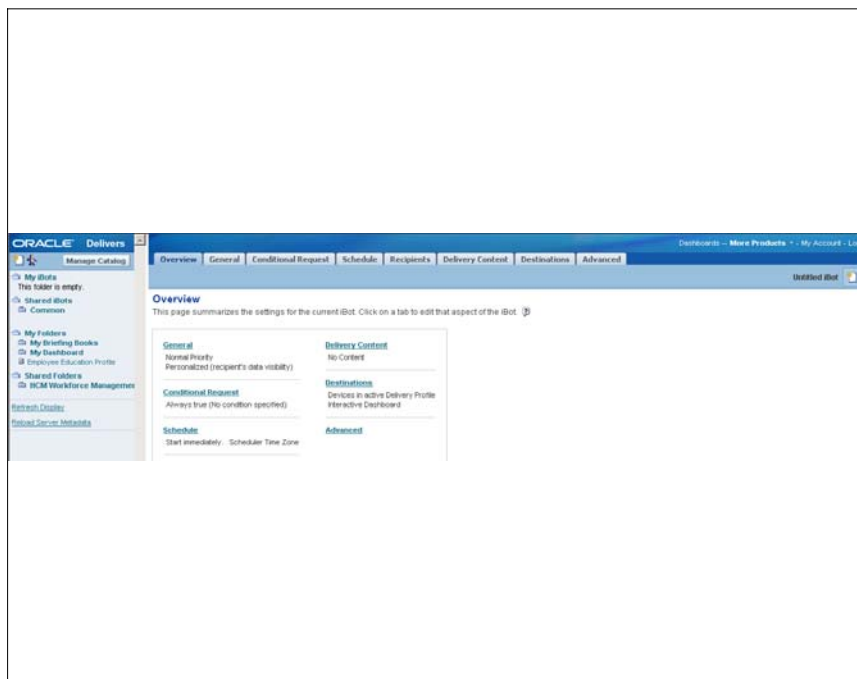 ORACLE Delivers
Manage Catalog
My iBots
This folder is empty.
Shared iBots
Common
My Folders
My Briefing Books
My Dashboard
Employee Education Profile
Shared Folders
HCM Workforce Managemen
Refresh Display
Reload Server Metadata
Dashboards - More Products - My Account - Lo
Overview General Conditional Request Schedule Recipients Delivery Content Destinations Advanced
Untitled iBot
Overview
This page summarizes the settings for the current iBot. Click on a tab to edit that aspect of the iBot.
General
Normal Priority
Personalized (recipient's data visibility)
Conditional Request
Always true (No condition specified)
Schedule
Start immediately. Scheduler Time Zone
Delivery Content
No Content
Destinations
Devices in active Delivery Profile
Interactive Dashboard
Advanced